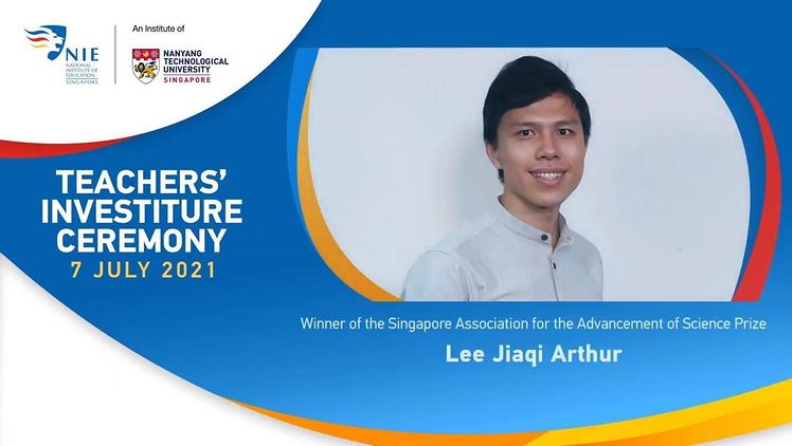 NIE
NATIONAL
INSTITUTE OF
EDUCATION
SINGAPORE
An Institute of
NANYANG
TECHNOLOGICAL
UNIVERSITY
SINGAPORE
TEACHERS'
INVESTITURE
CEREMONY
7 JULY 2021
Winner of the Singapore Association for the Advancement of Science Prize
Lee Jiaqi Arthur